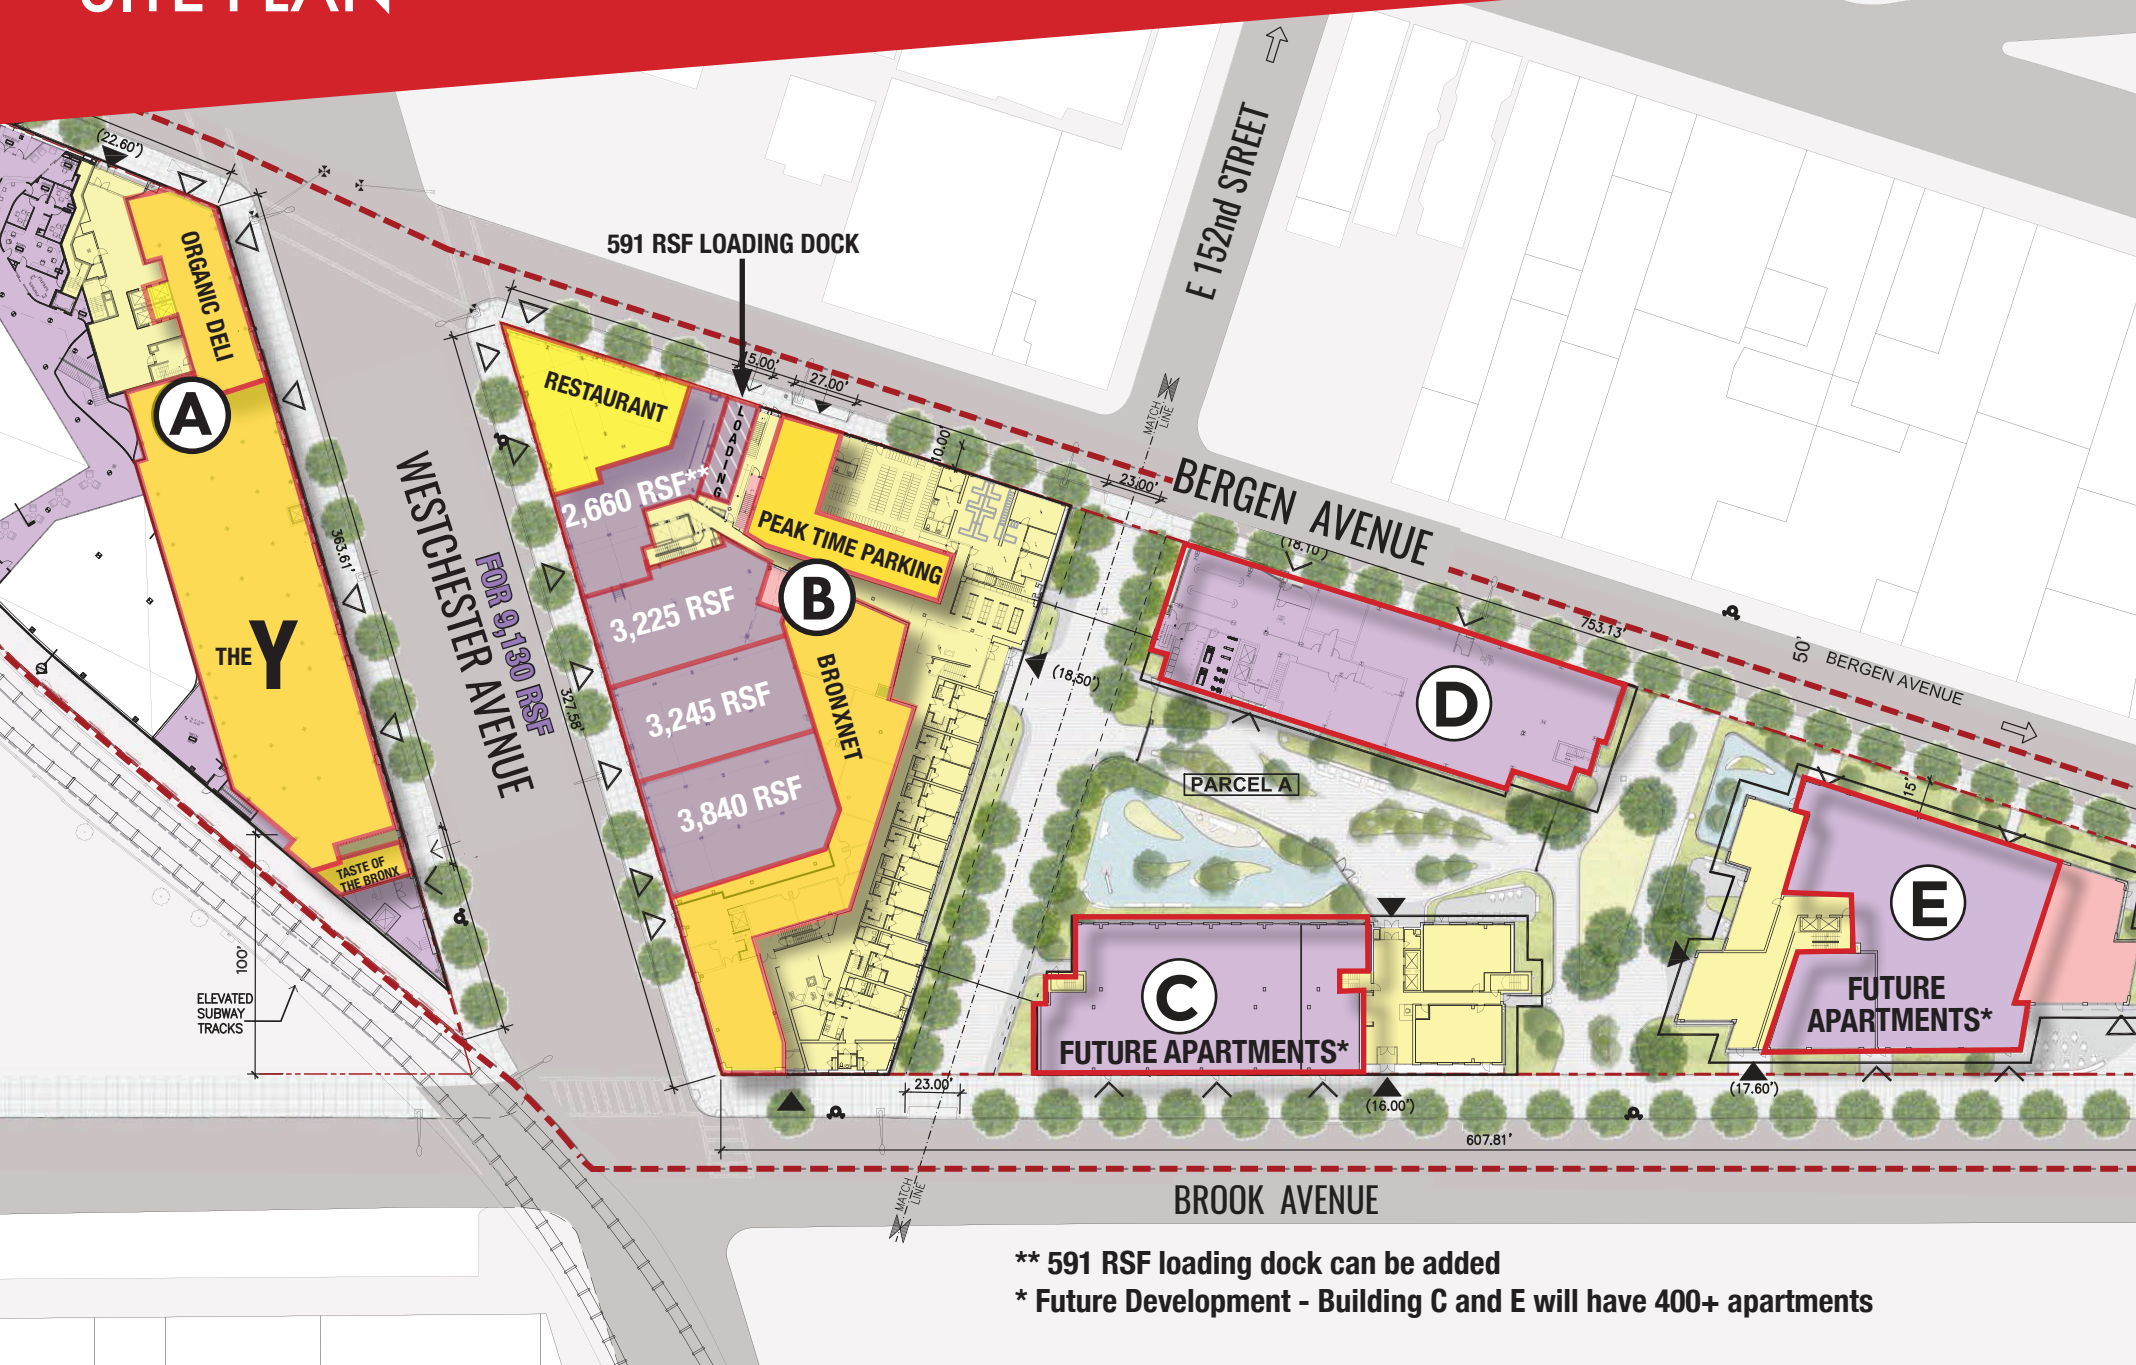 SITE PLAN
(22.60')
ORGANIC DELI
A
THE Y
363.61'
TASTE OF
THE BRONX
100'
ELEVATED
SUBWAY
TRACKS
WESTCHESTER AVENUE
FOR 9,130 RSF
327.58'
591 RSF LOADING DOCK
15.00'
27.00'
RESTAURANT
LOADING
2,660 RSF**
PEAK TIME PARKING
10.00'
B
3,225 RSF
3,245 RSF
3,840 RSF
BRONXNET
E 152nd STREET
MATCH
LINE
23.00'
BERGEN AVENUE
(18.10')
753.13'
50'
BERGEN AVENUE
(18.50')
D
PARCEL A
15'
E
FUTURE
APARTMENTS*
C
FUTURE APARTMENTS*
23.00'
(16.00')
(17.60')
607.81'
MATCH
LINE
BROOK AVENUE
** 591 RSF loading dock can be added
* Future Development - Building C and E will have 400+ apartments